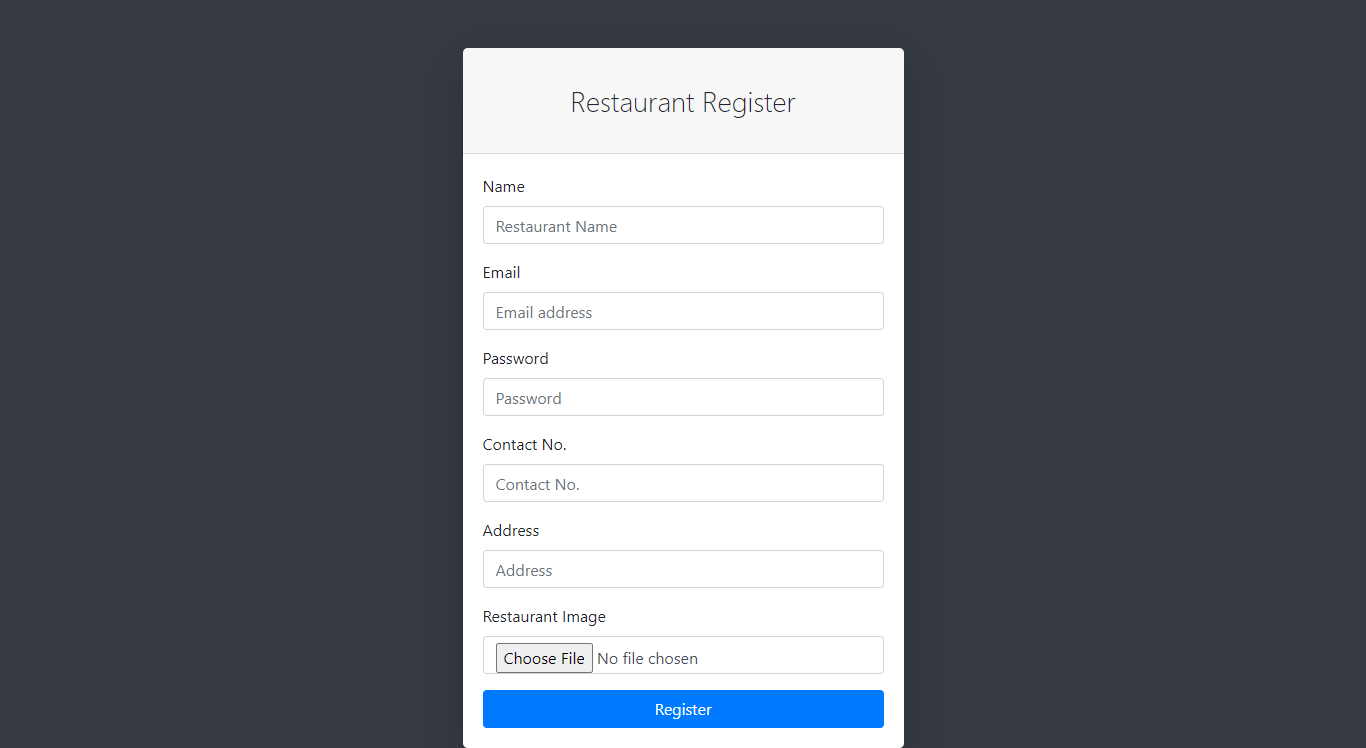 Restaurant Register
Name
Restaurant Name
Email
Email address
Password
Password
Contact No.
Contact No.
Address
Address
Restaurant Image
Choose File No file chosen
Register